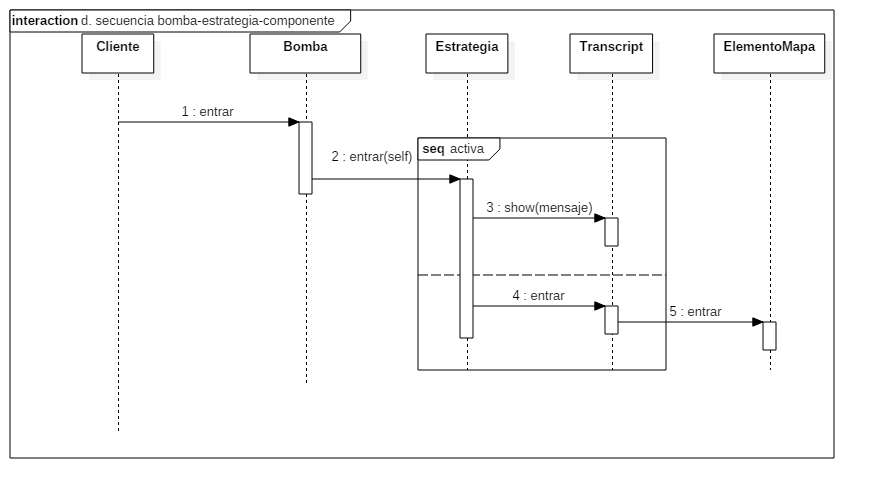 interaction d. secuencia bomba-estrategia-componente
Cliente
Bomba
Estrategia
Transcript
ElementoMapa
1 : entrar
2 : entrar(self)
seq activa
3 : show(mensaje)
4 : entrar
5 : entrar